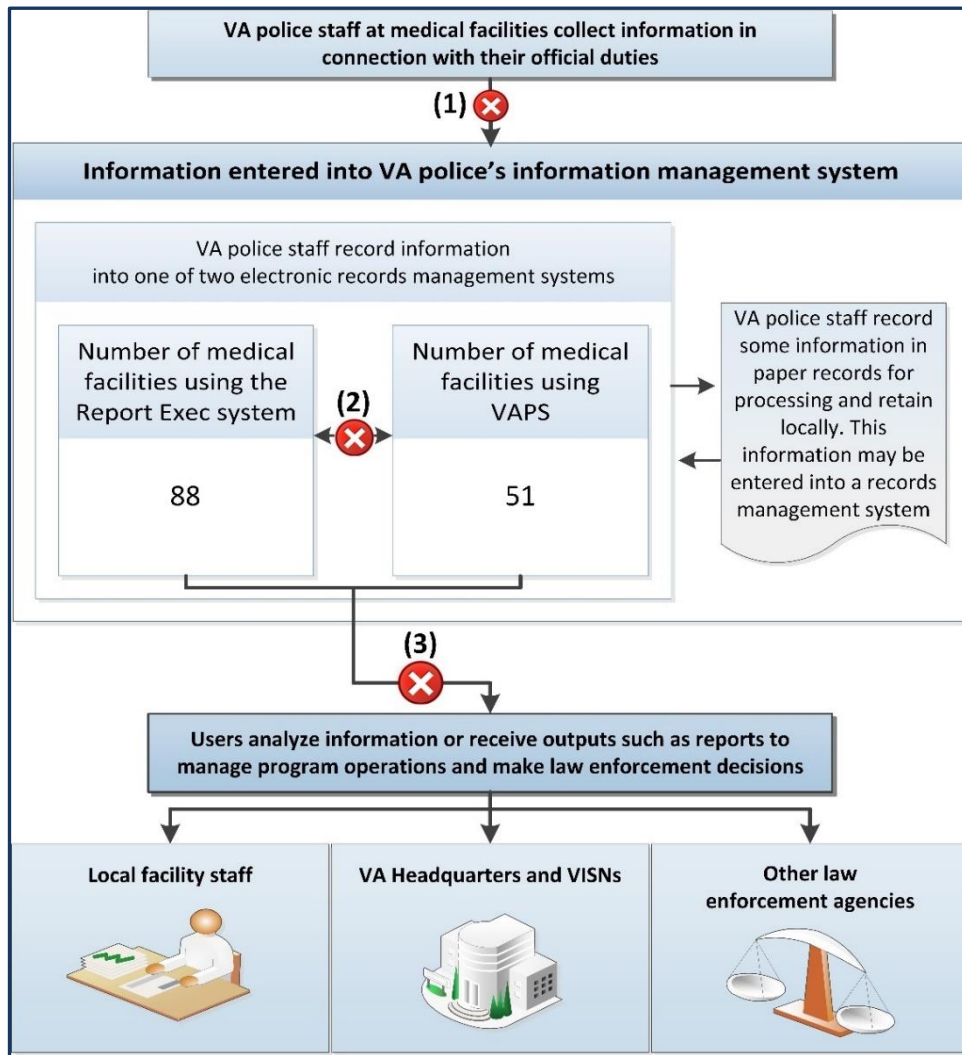 VA police staff at medical facilities collect information in
connection with their official duties
(1)
Information entered into VA police’s information management system
VA police staff record information
into one of two electronic records management systems
Number of medical
facilities using the
Report Exec system
88
(2)
Number of medical
facilities using
VAPS
51
VA police staff record
some information in
paper records for
processing and retain
locally. This
information may be
entered into a records
management system
(3)
Users analyze information or receive outputs such as reports to
manage program operations and make law enforcement decisions
Local facility staff
VA Headquarters and VISNs
Other law
enforcement agencies